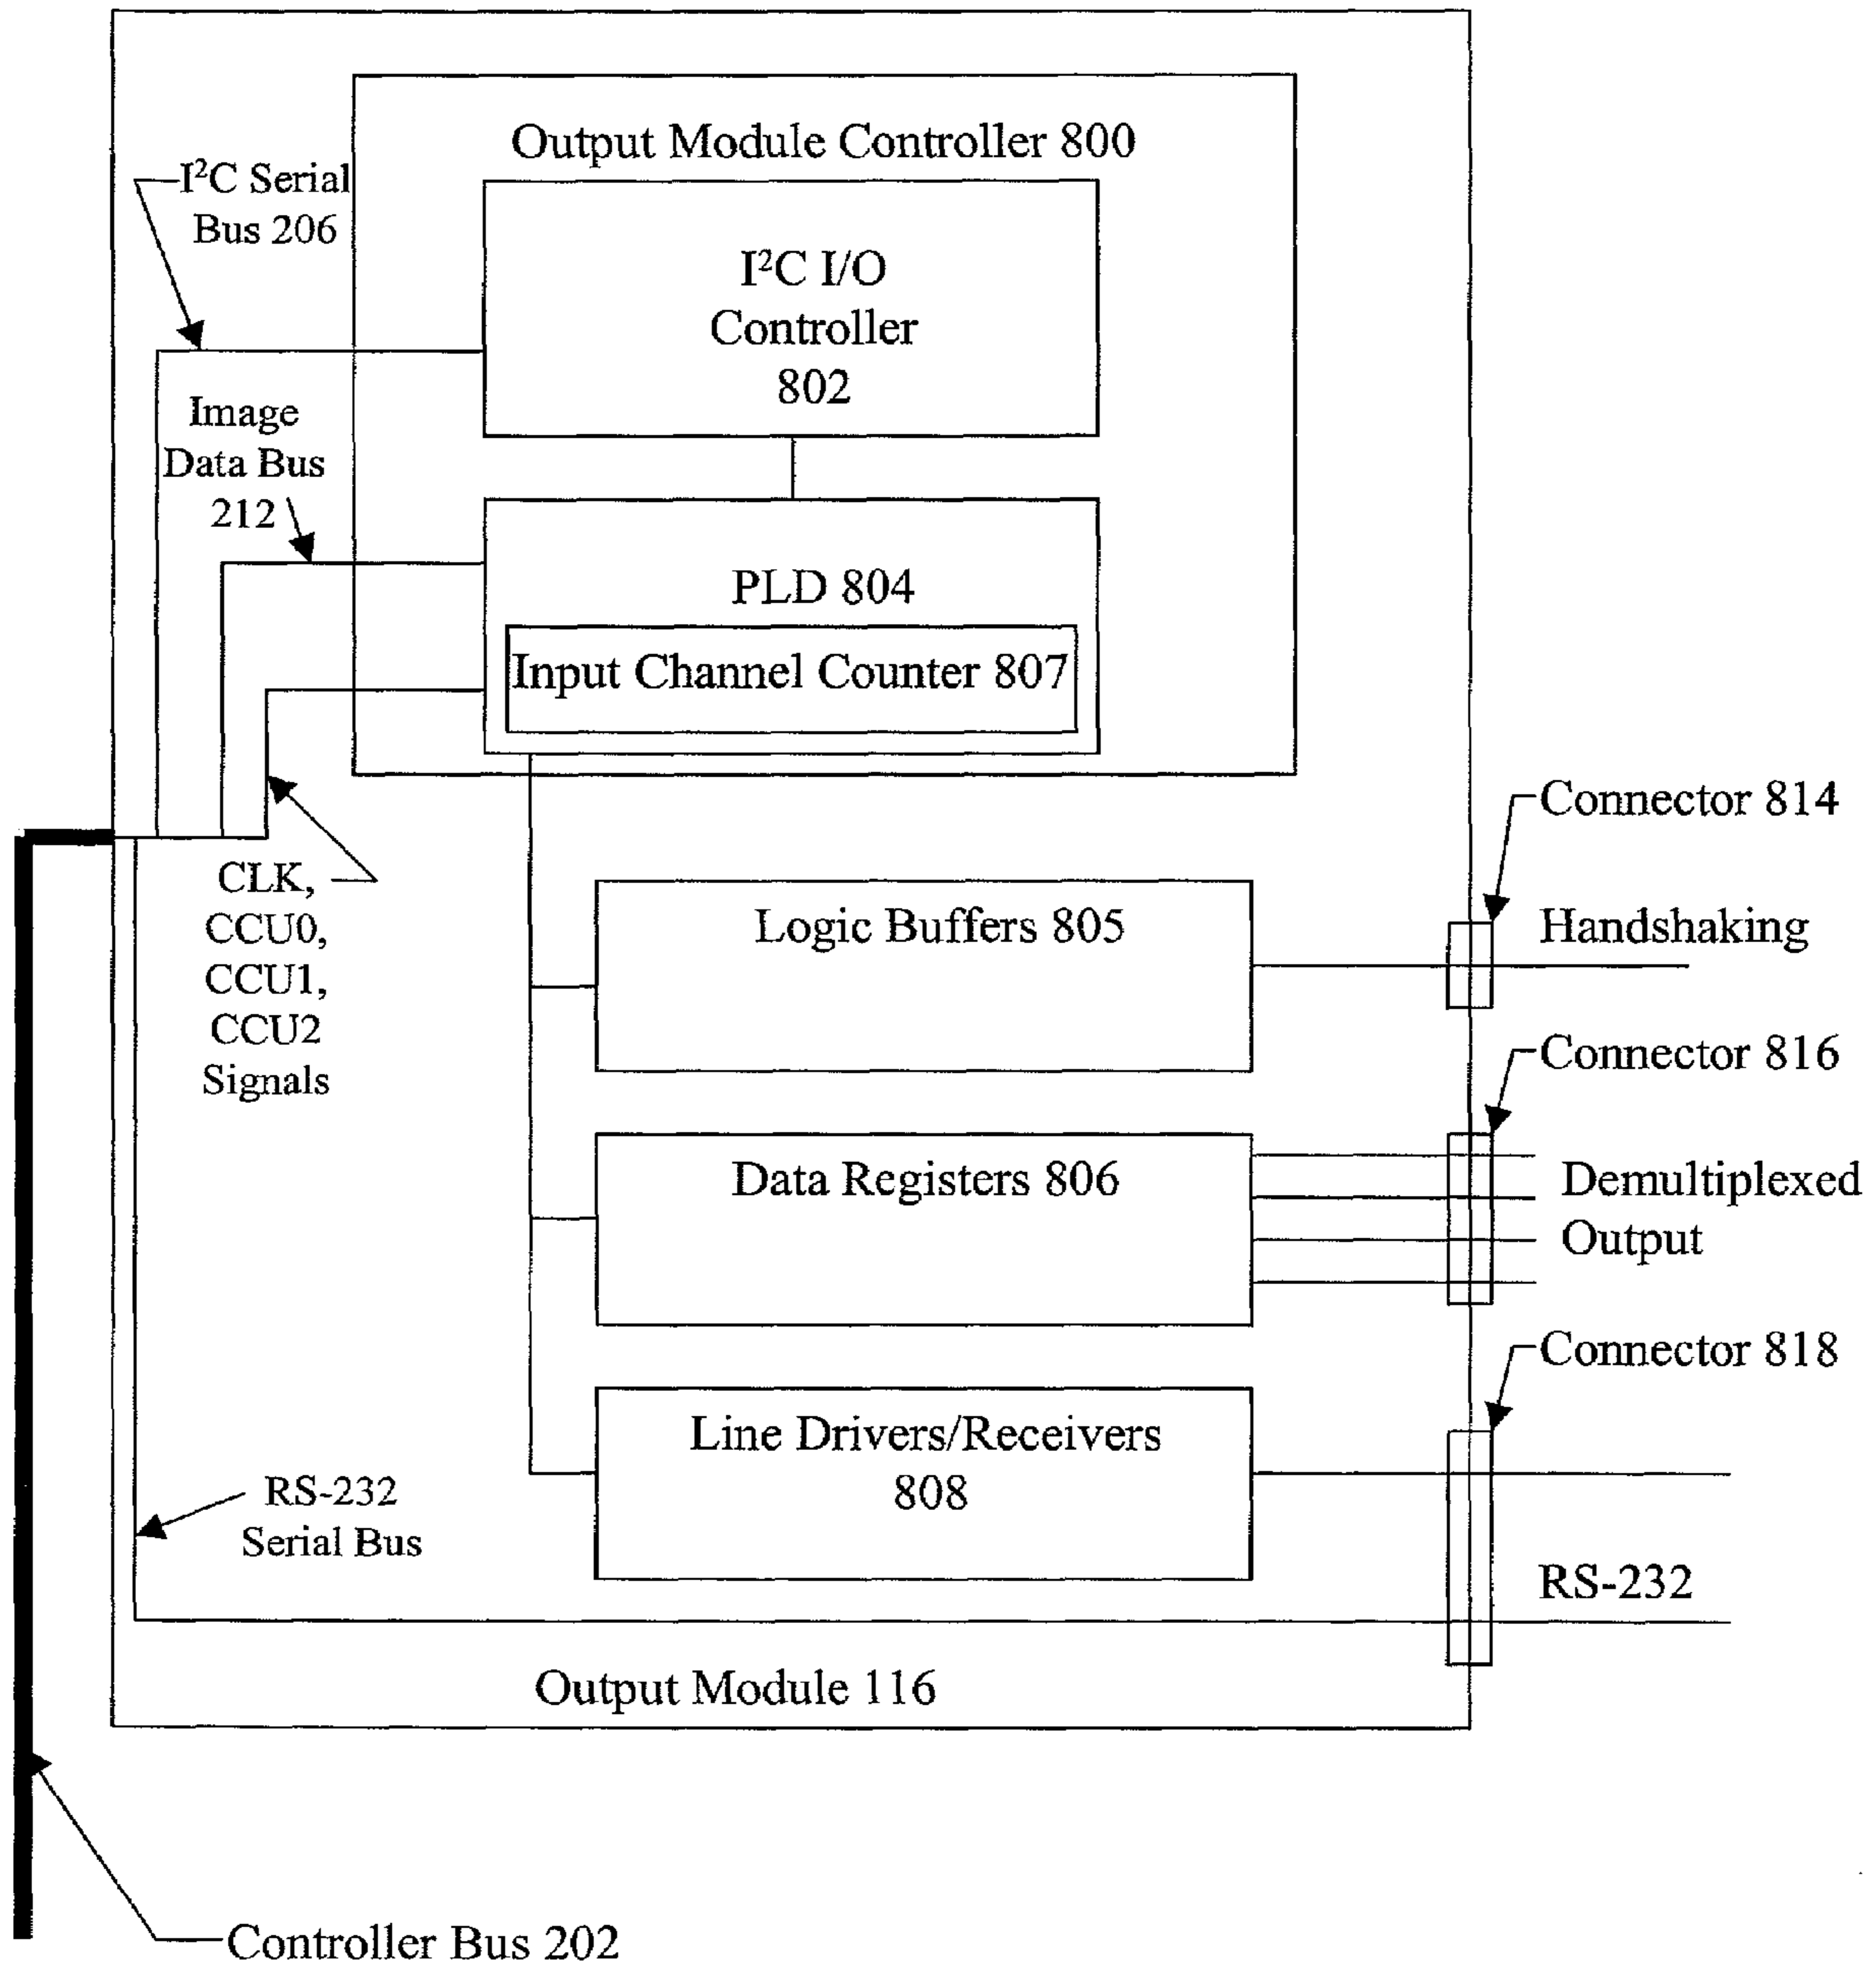 Output Module Controller 800
I²C Serial
Bus 206
I²C I/O
Controller
802
Image
Data Bus
212
PLD 804
Input Channel Counter 807
Connector 814
CLK,
CCU0,
CCU1,
CCU2
Signals
Logic Buffers 805
Handshaking
Connector 816
Data Registers 806
Demultiplexed
Output
Connector 818
Line Drivers/Receivers
808
RS-232
Serial Bus
RS-232
Output Module 116
Controller Bus 202